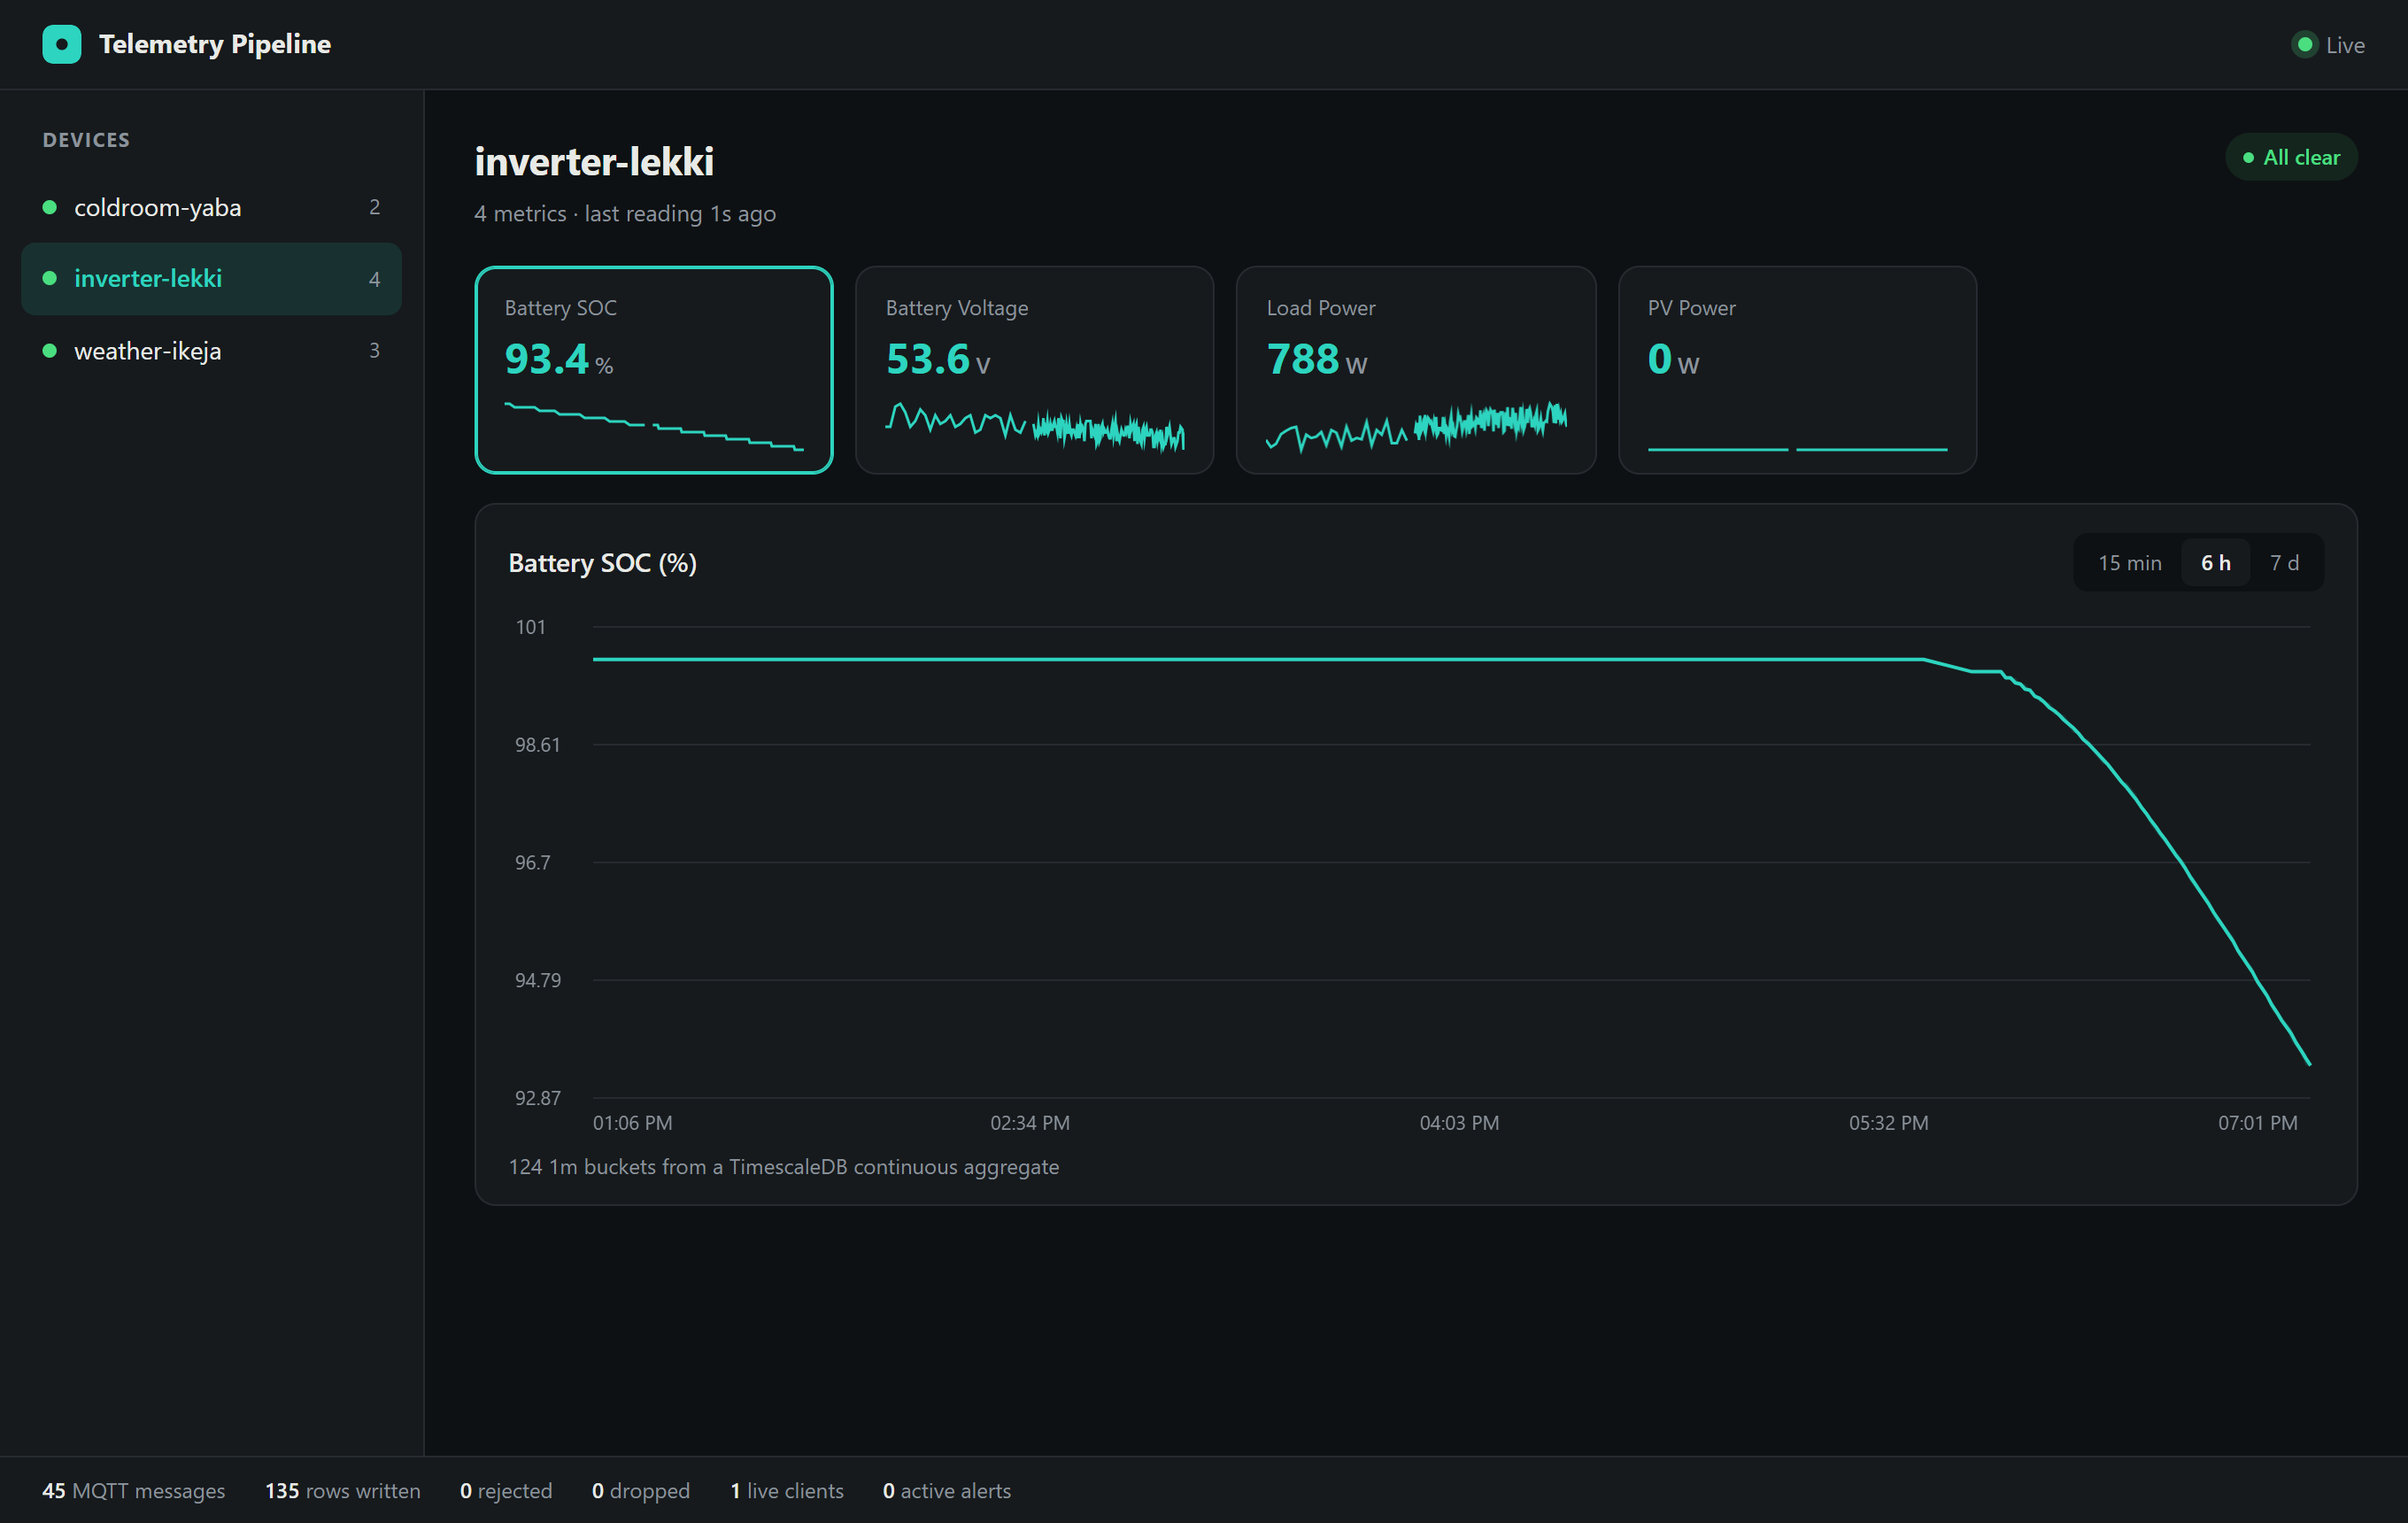 Telemetry Pipeline
Live
DEVICES
coldroom-yaba 2
inverter-lekki 4
weather-ikeja 3
inverter-lekki
All clear
4 metrics · last reading 1s ago
Battery SOC
93.4 %
Battery Voltage
53.6 V
Load Power
788 W
PV Power
0 W
Battery SOC (%)
15 min 6 h 7 d
101
98.61
96.7
94.79
92.87
01:06 PM 02:34 PM 04:03 PM 05:32 PM 07:01 PM
124 1m buckets from a TimescaleDB continuous aggregate
45 MQTT messages 135 rows written 0 rejected 0 dropped 1 live clients 0 active alerts